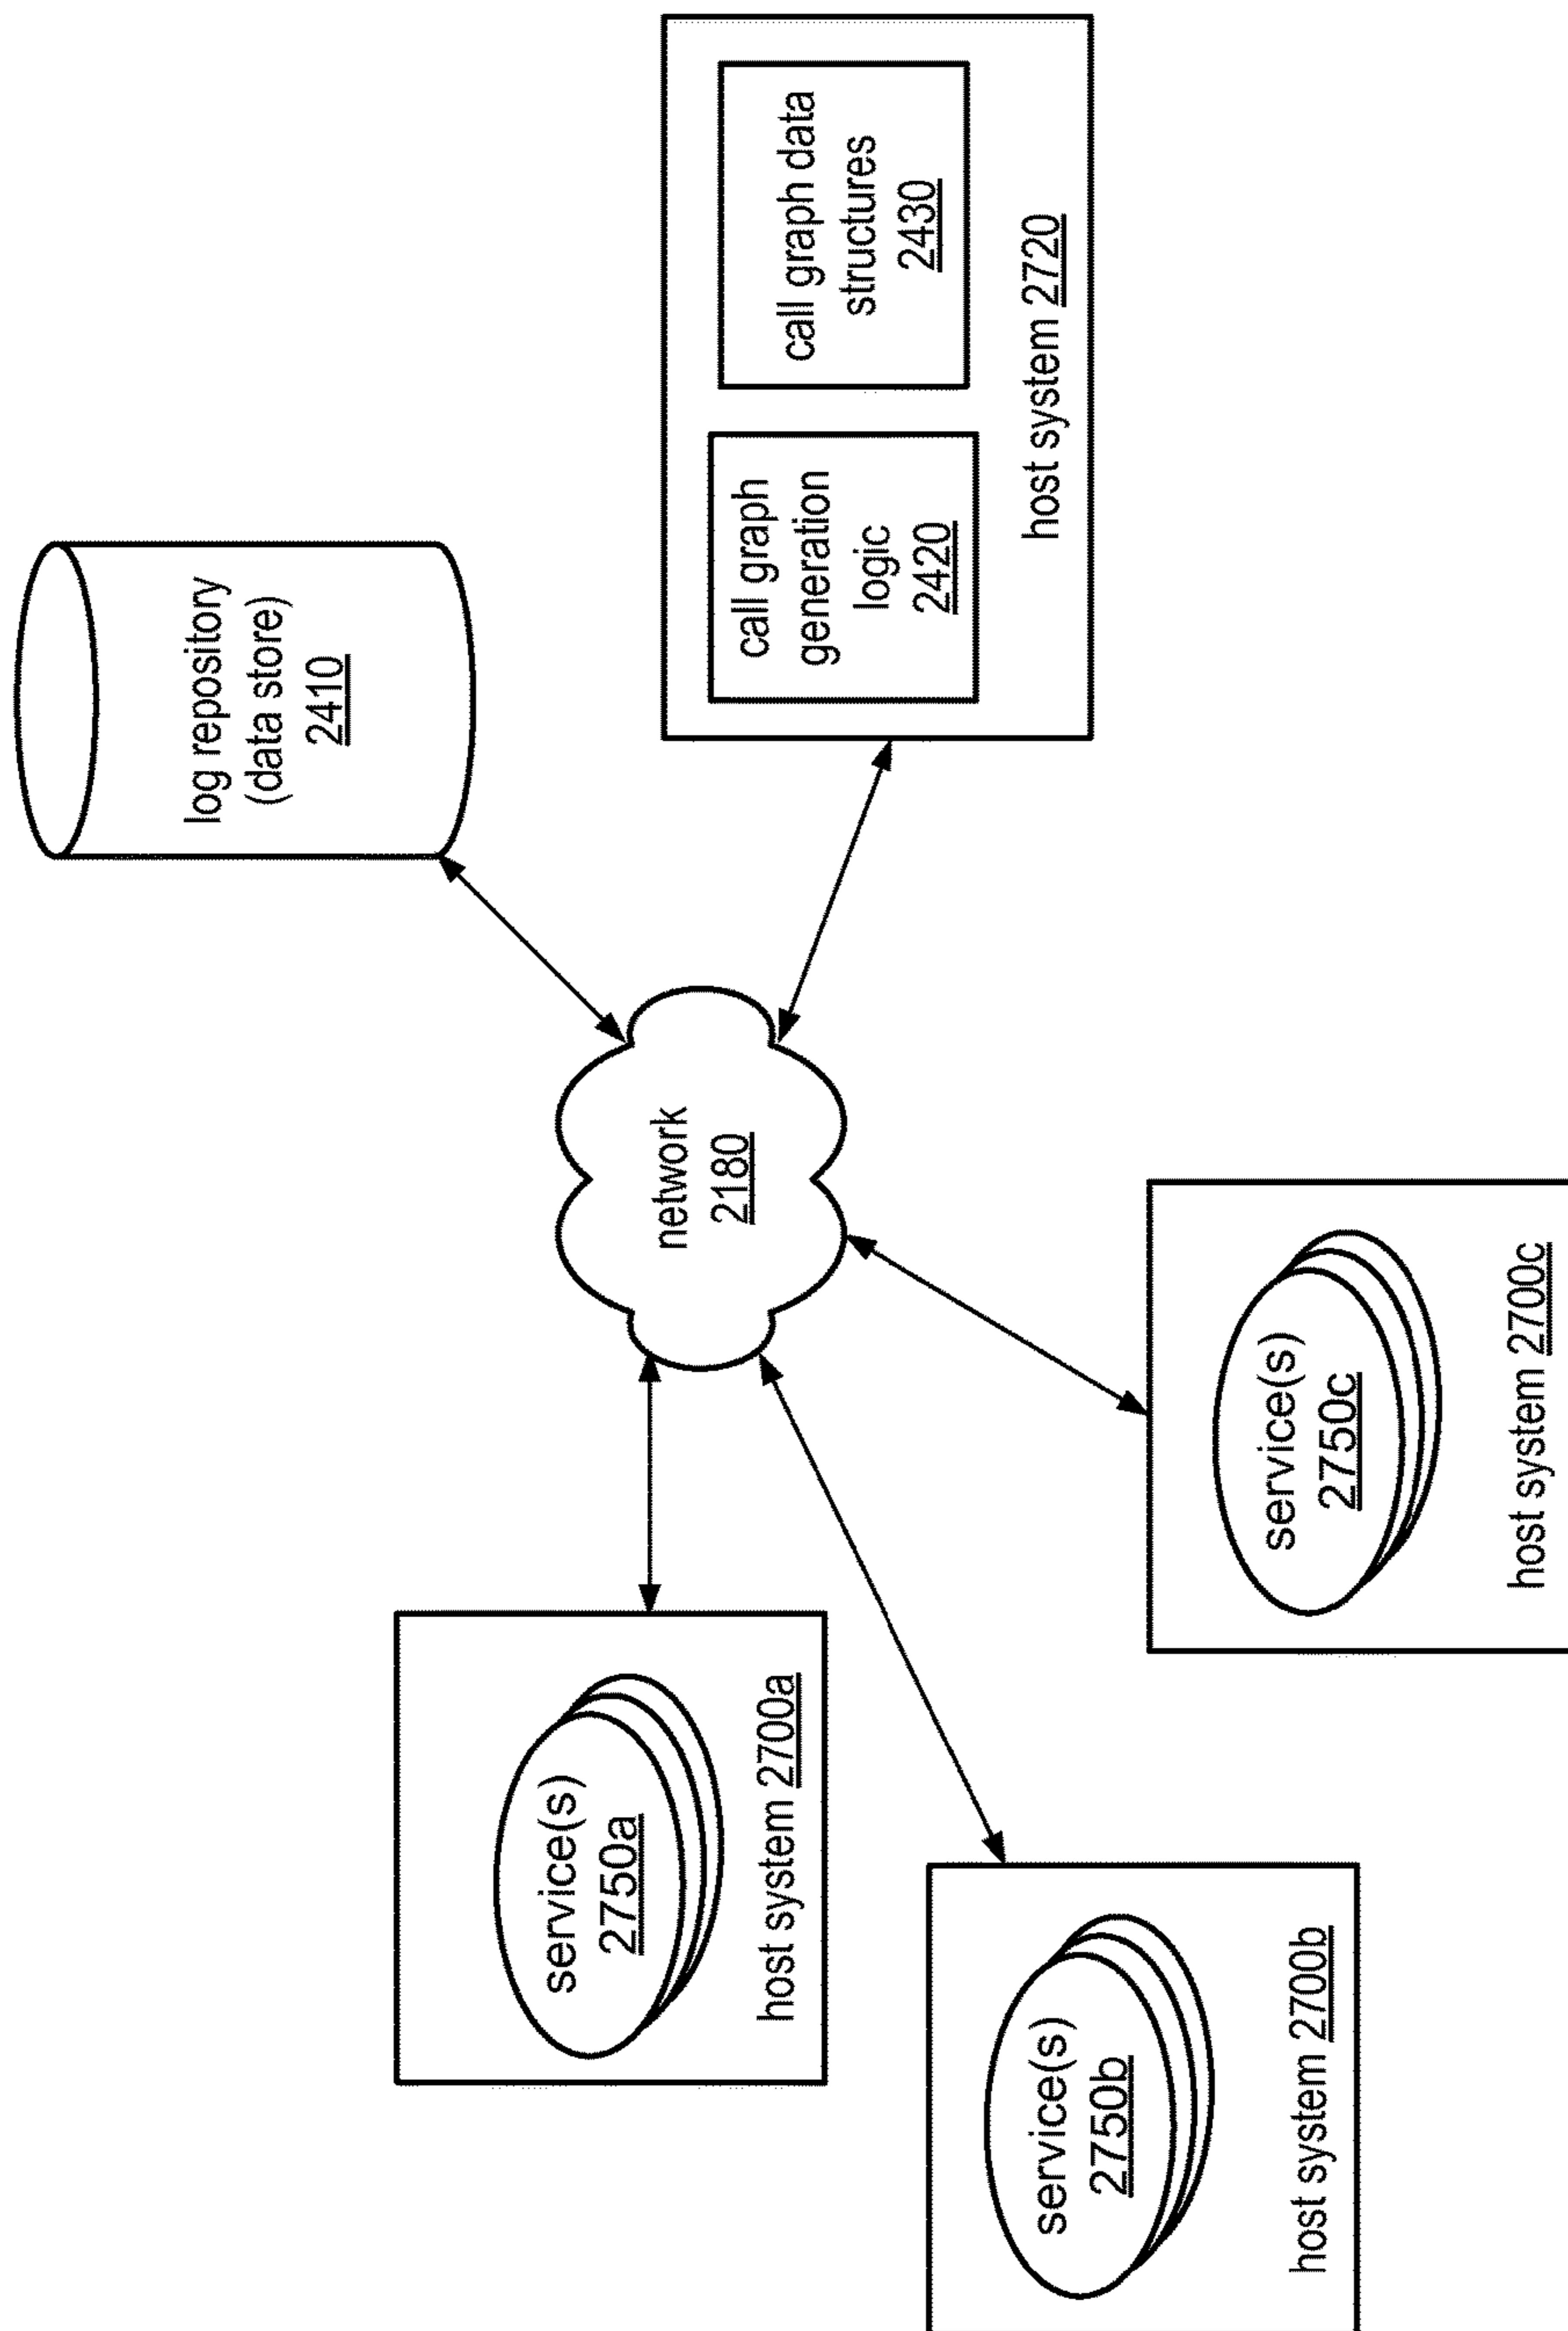 log repository
(data store)
2410
call graph
generation
logic
2420
call graph data
structures
2430
host system 2720
network
2180
service(s)
2750a
host system 2700a
service(s)
2750b
host system 2700b
service(s)
2750c
host system 2700c